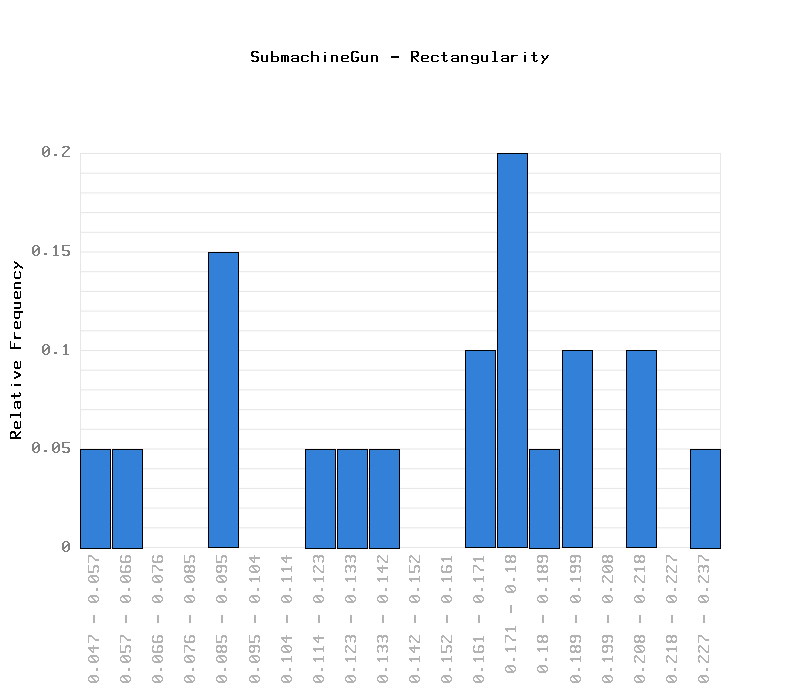 SubmachineGun - Rectangularity
Relative Frequency
0.2
0.15
0.1
0.05
0
0.047 - 0.057
0.057 - 0.066
0.066 - 0.076
0.076 - 0.085
0.085 - 0.095
0.095 - 0.104
0.104 - 0.114
0.114 - 0.123
0.123 - 0.133
0.133 - 0.142
0.142 - 0.152
0.152 - 0.161
0.161 - 0.171
0.171 - 0.18
0.18 - 0.189
0.189 - 0.199
0.199 - 0.208
0.208 - 0.218
0.218 - 0.227
0.227 - 0.237